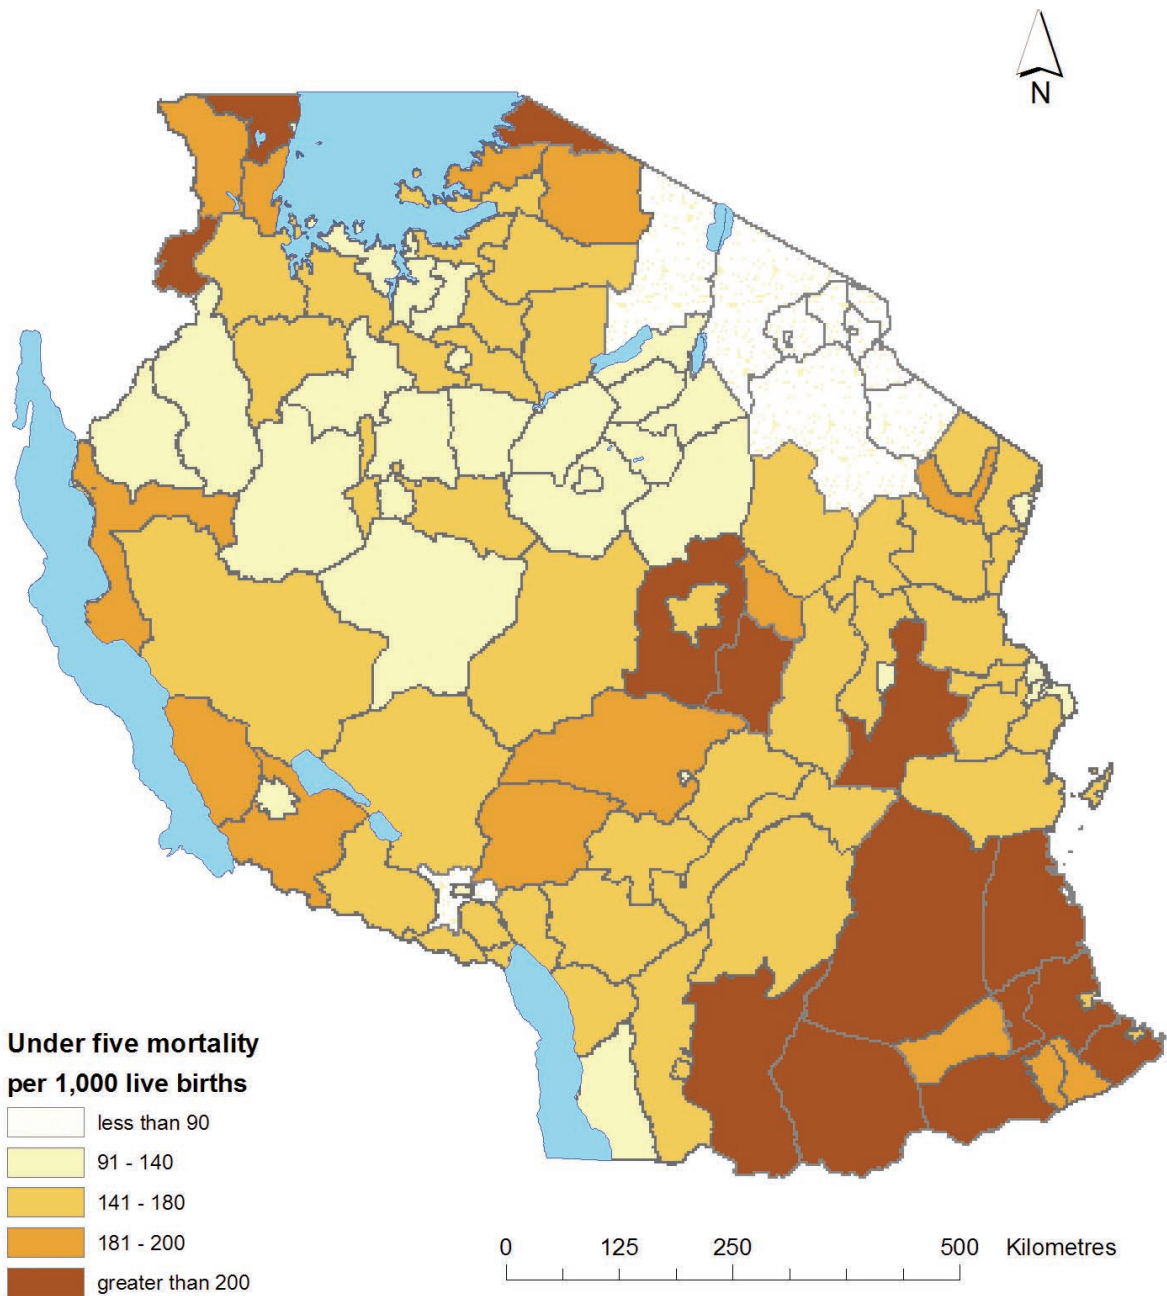 N
Under five mortality
per 1,000 live births
less than 90
91 - 140
141 - 180
181 - 200
greater than 200
0 125 250 500 Kilometres